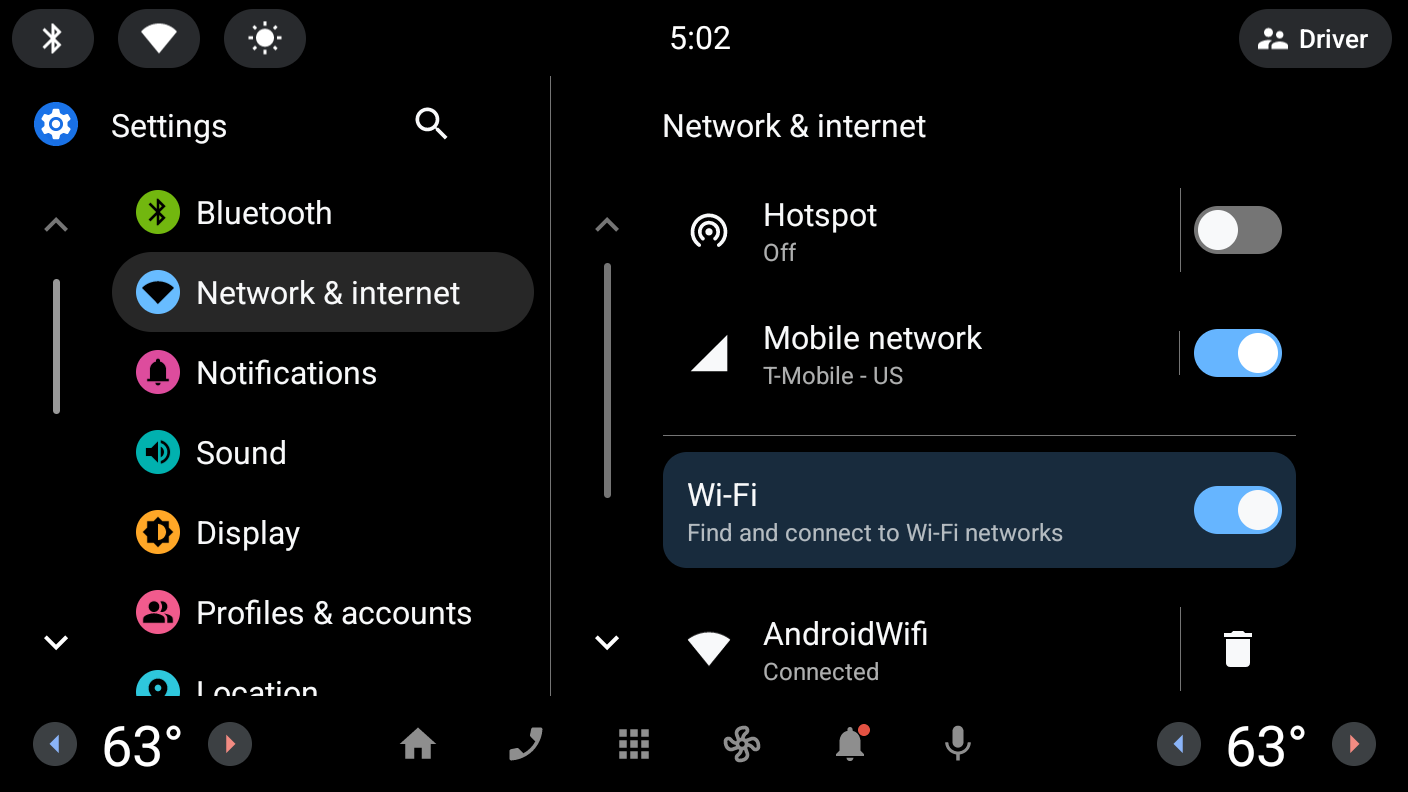 5:02
Driver
Settings
Bluetooth
Network & internet
Notifications
Sound
Display
Profiles & accounts
Location
Network & internet
Hotspot
Off
Mobile network
T-Mobile - US
Wi-Fi
Find and connect to Wi-Fi networks
AndroidWifi
Connected
63°
63°